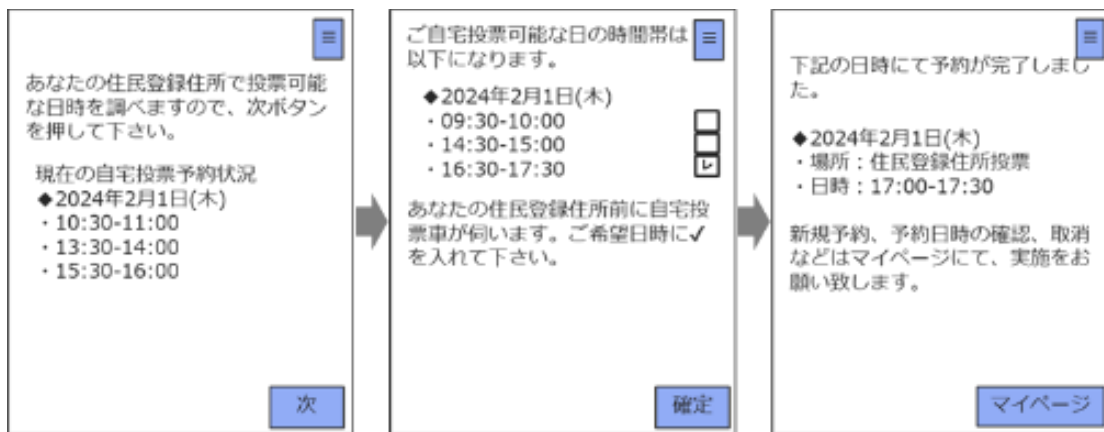 ≡
あなたの住民登録住所で投票可能
な日時を調べますので、次ボタン
を押して下さい。
現在の自宅投票予約状況
◆2024年2月1日(木)
・10:30-11:00
・13:30-14:00
・15:30-16:00
次
ご自宅投票可能な日の時間帯は
≡
以下になります。
◆2024年2月1日(木)
・09:30-10:00
・14:30-15:00
・16:30-17:30
あなたの住民登録住所前に自宅投
票車が伺います。ご希望日時に✓
を入れて下さい。
確定
≡
下記の日時にて予約が完了しまし
た。
◆2024年2月1日(木)
・場所：住民登録住所投票
・日時：17:00-17:30
新規予約、予約日時の確認、取消
などはマイページにて、実施をお
願い致します。
マイページ